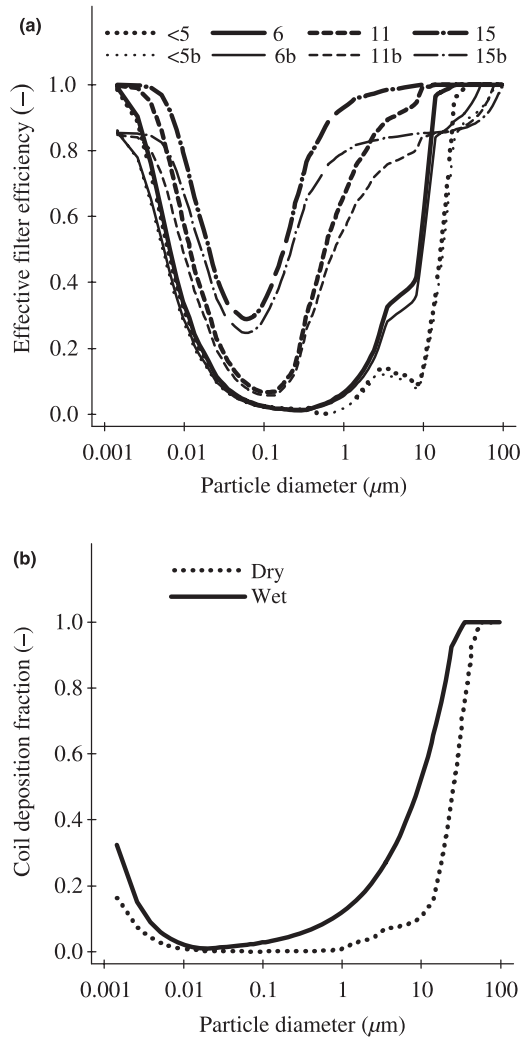 (a)
<5 6 11 15
<5b 6b 11b 15b
1.0
0.8
0.6
0.4
0.2
0.0
Effective filter efficiency (−)
0.001 0.01 0.1 1 10 100
Particle diameter (μm)
(b)
Dry
Wet
1.0
0.8
0.6
0.4
0.2
0.0
Coil deposition fraction (−)
0.001 0.01 0.1 1 10 100
Particle diameter (μm)